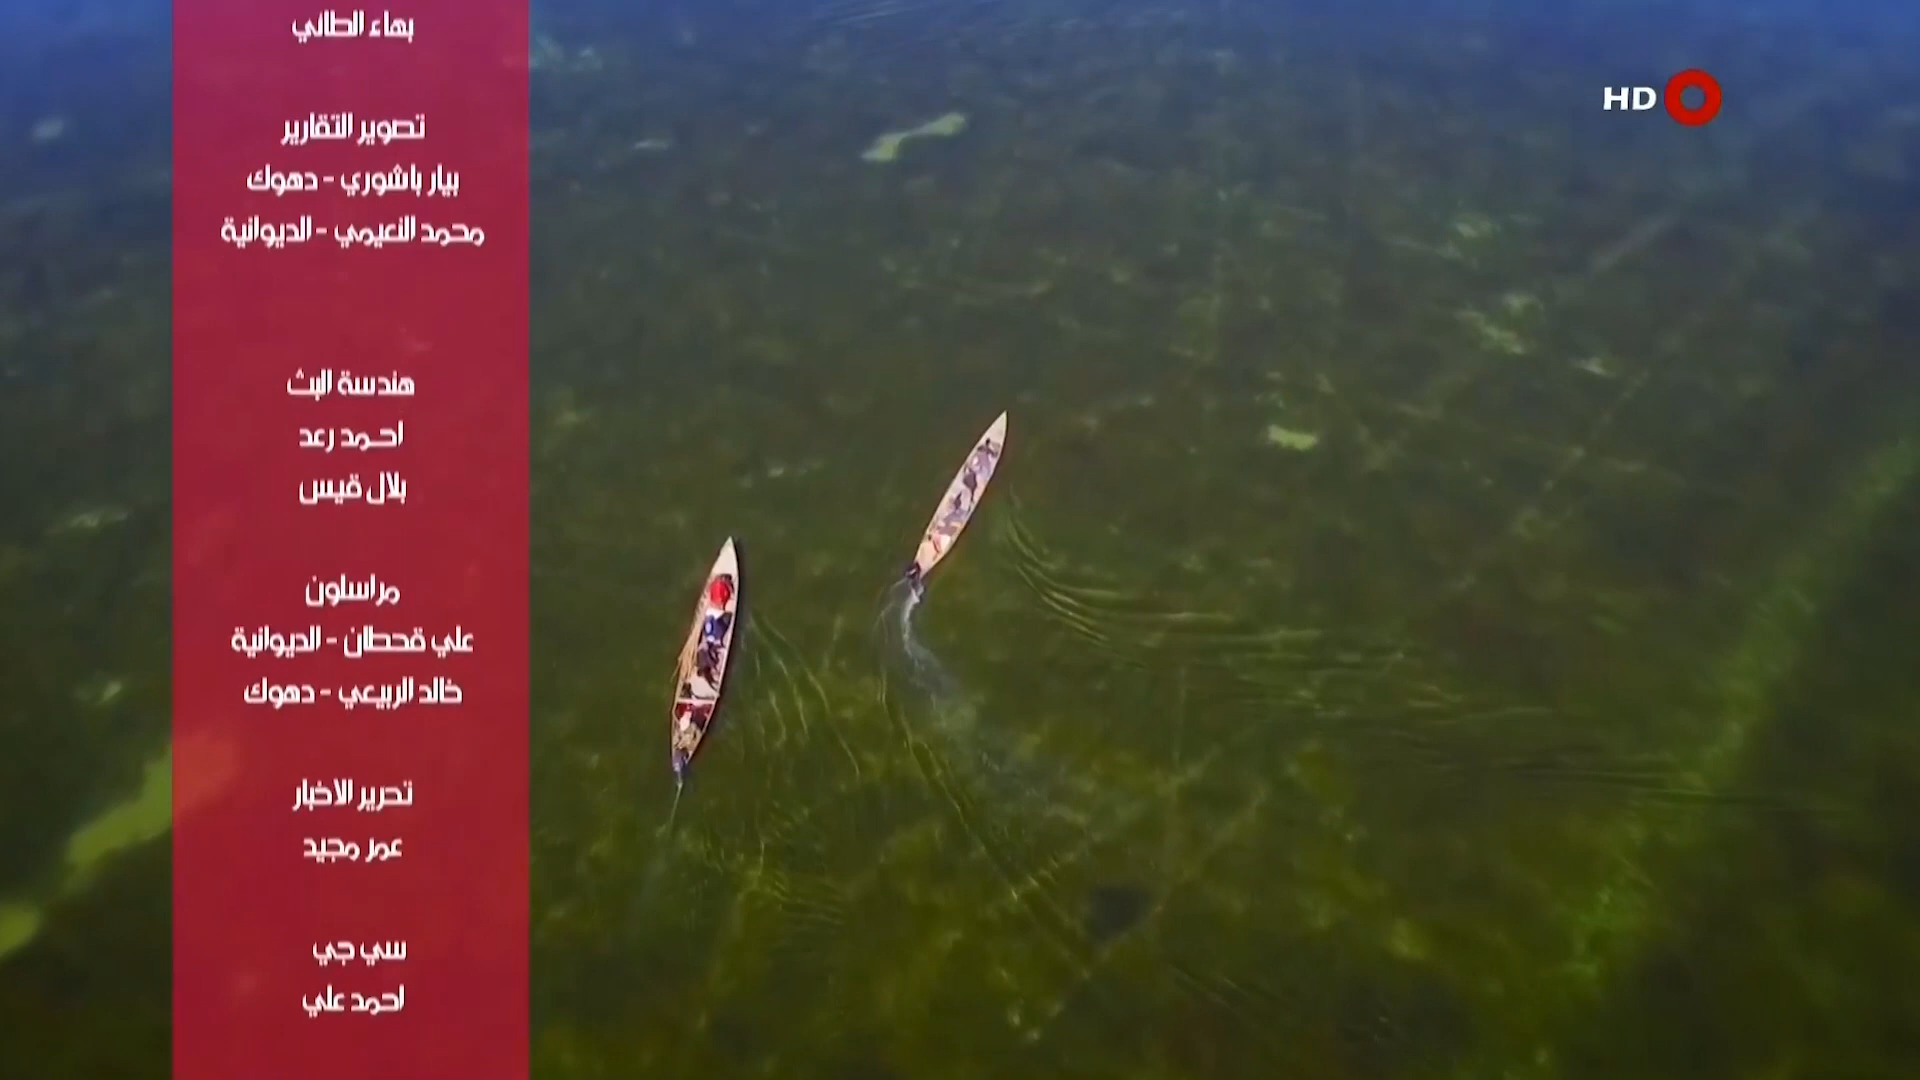 بهاء الطائي
تصوير التقارير
بيار باشوري - دهوك
محمد النعيمي - الديوانية
هندسة البث
احمد رعد
بلال قيس
مراسلون
علي قحطان - الديوانية
خالد الربيعي - دهوك
تحرير الاخبار
عمر مجيد
سي جي
احمد علي
HD